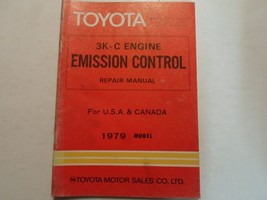 TOYOTA
3K-C ENGINE
EMISSION CONTROL
REPAIR MANUAL
For U.S.A. & CANADA
1979 MODEL
TOYOTA MOTOR SALES CO., LTD.